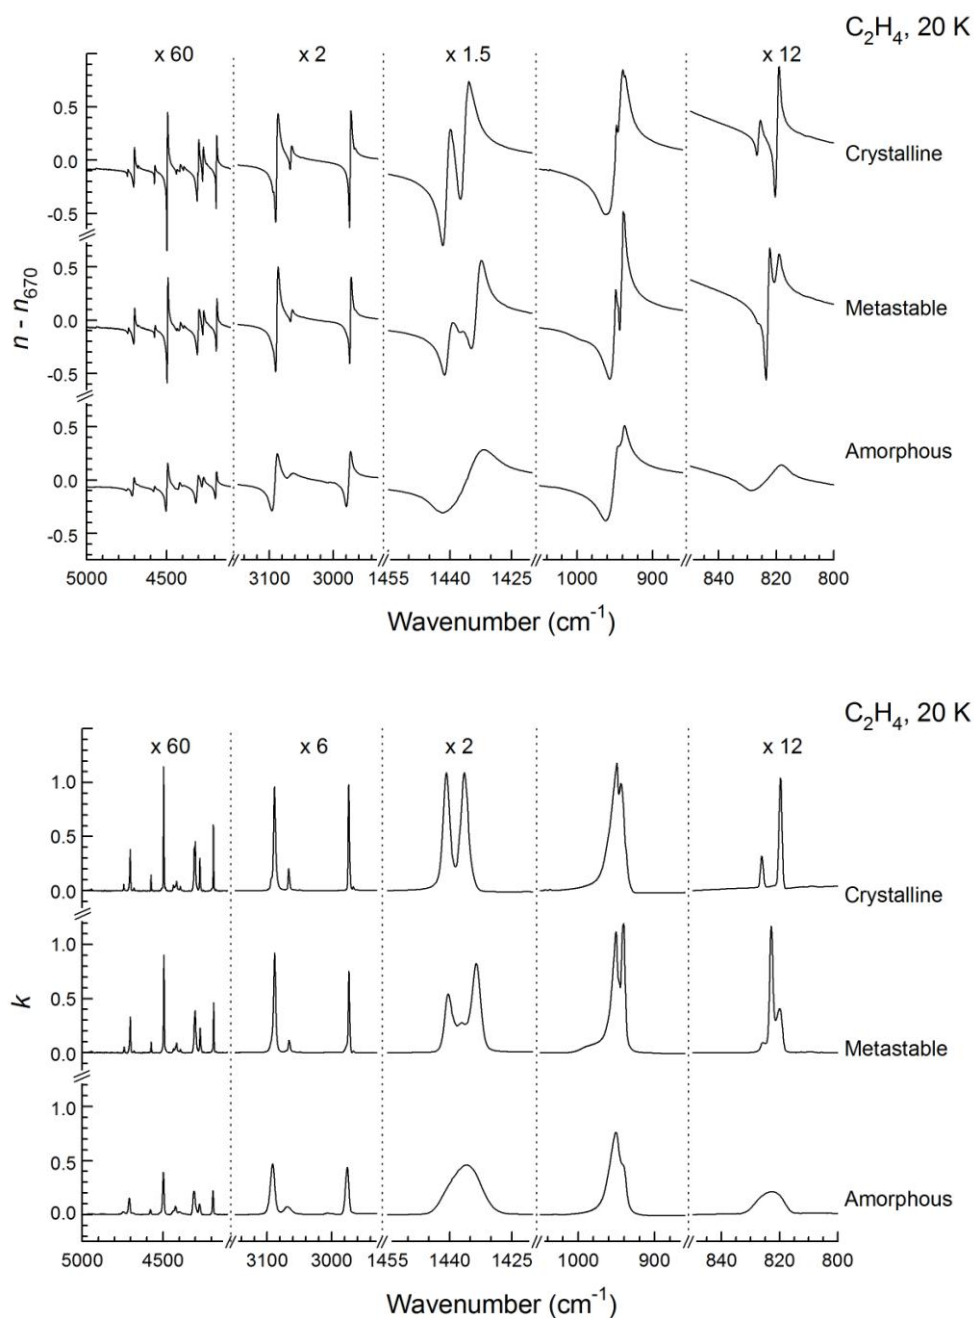 C₂H₄, 20 K
x 60 x 2 x 1.5 x 12
0.5
0.0
-0.5
Crystalline
0.5
0.0
-0.5
Metastable
0.5
0.0
-0.5
Amorphous
n - n₆₇₀
5000 4500 3100 3000 1455 1440 1425 1000 900 840 820 800
Wavenumber (cm⁻¹)
C₂H₄, 20 K
x 60 x 6 x 2 x 12
1.0
0.5
0.0
Crystalline
1.0
0.5
0.0
Metastable
1.0
0.5
0.0
Amorphous
k
5000 4500 3100 3000 1455 1440 1425 1000 900 840 820 800
Wavenumber (cm⁻¹)